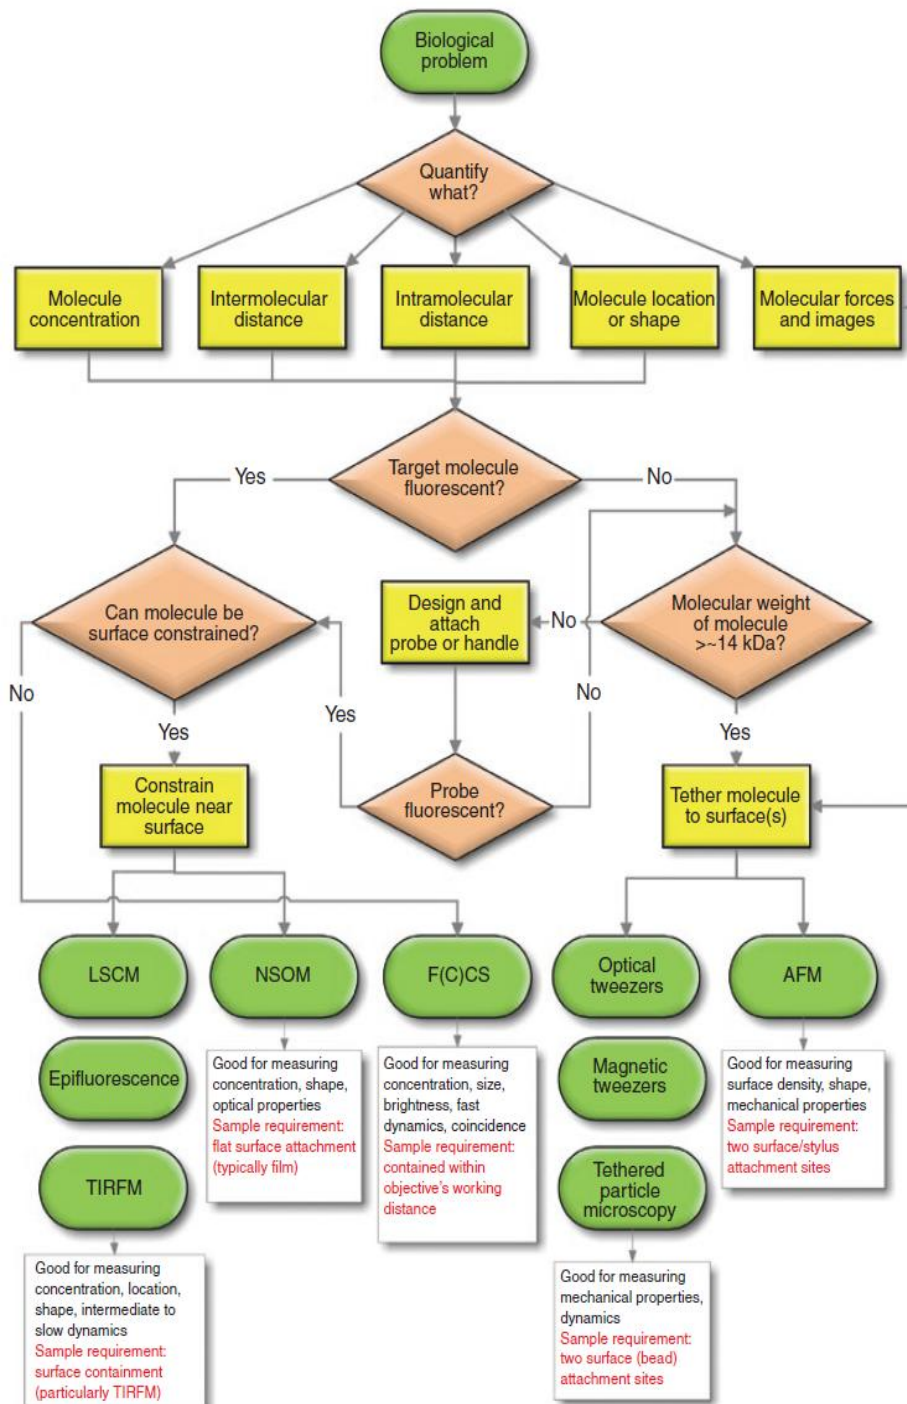 Biological
problem
Quantify
what?
Molecule
concentration
Intermolecular
distance
Intramolecular
distance
Molecule location
or shape
Molecular forces
and images
Target molecule
fluorescent?
Yes
No
Can molecule be
surface constrained?
Design and
attach
probe or handle
No
Molecular weight
of molecule
>~14 kDa?
No
Yes
Yes
No
Yes
Constrain
molecule near
surface
Probe
fluorescent?
Tether molecule
to surface(s)
LSCM
NSOM
F(C)CS
Optical
tweezers
AFM
Epifluorescence
Good for measuring
concentration, shape,
optical properties
Sample requirement:
flat surface attachment
(typically film)
Good for measuring
concentration, size,
brightness, fast
dynamics, coincidence
Sample requirement:
contained within
objective's working
distance
Magnetic
tweezers
Good for measuring
surface density, shape,
mechanical properties
Sample requirement:
two surface/stylus
attachment sites
TIRFM
Tethered
particle
microscopy
Good for measuring
concentration, location,
shape, intermediate to
slow dynamics
Sample requirement:
surface containment
(particularly TIRFM)
Good for measuring
mechanical properties,
dynamics
Sample requirement:
two surface (bead)
attachment sites